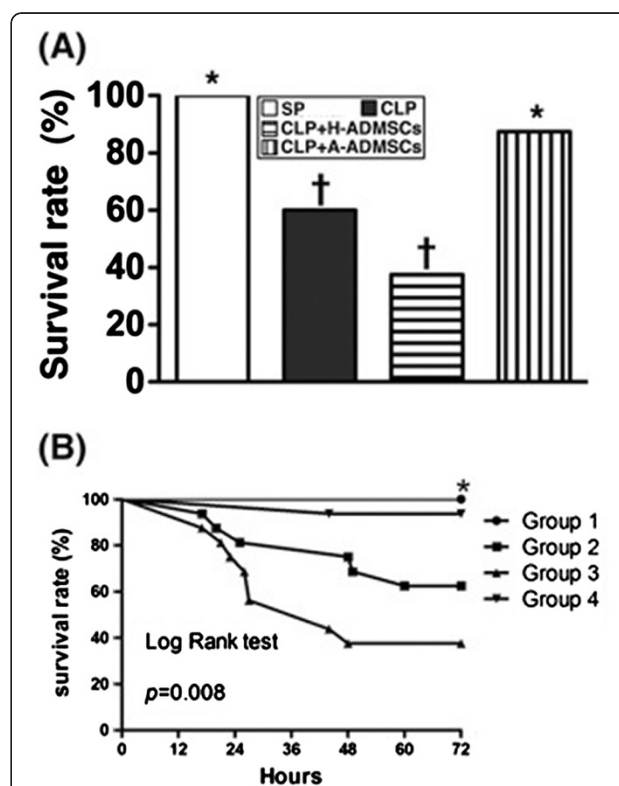 (A)
*
*
SP CLP
CLP+H-ADMSCs
CLP+A-ADMSCs
†
†
Survival rate (%)
100
80
60
40
20
0
(B)
*
survival rate (%)
100
80
60
40
20
0
Group 1
Group 2
Group 3
Group 4
Log Rank test
p=0.008
0 12 24 36 48 60 72
Hours